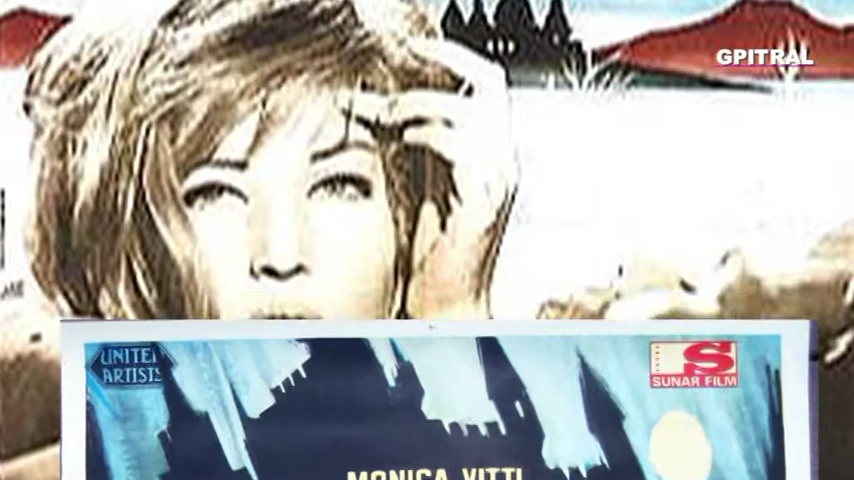 GPITRAL
UNITED
ARTISTS
SUNAR FILM
MONICA VITTI